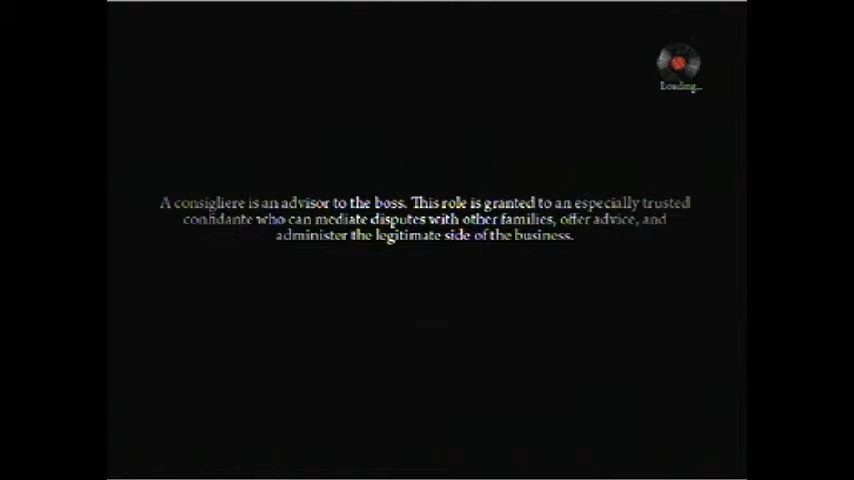 Loading...
A consigliere is an advisor to the boss. This role is granted to an especially trusted
confidante who can mediate disputes with other families, offer advice, and
administer the legitimate side of the business.